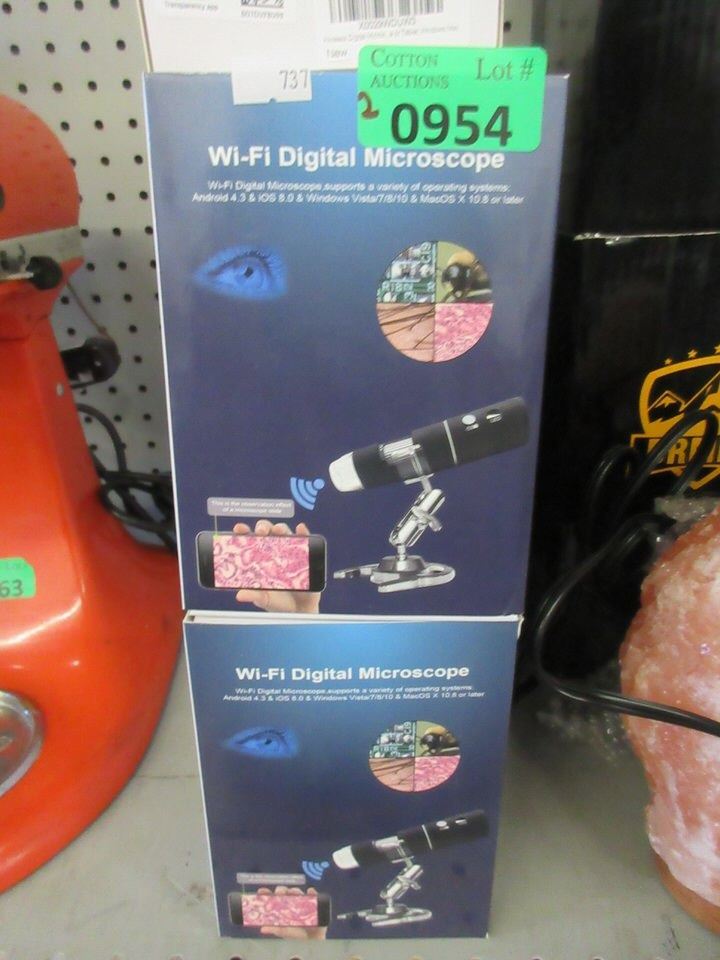 Transparency app
737
COTTON
AUCTIONS
Lot #
2
0954
Wi-Fi Digital Microscope
Wi-Fi Digital Microscope,supports a variety of operating systems:
Android 4.3 & iOS 8.0 & Windows Vista/7/8/10 & MacOS X 10.8 or later
This is the observation effect
of a microscope slide
63
Wi-Fi Digital Microscope
Wi-Fi Digital Microscope,supports a variety of operating systems:
Android 4.3 & iOS 8.0 & Windows Vista/7/8/10 & MacOS X 10.8 or later